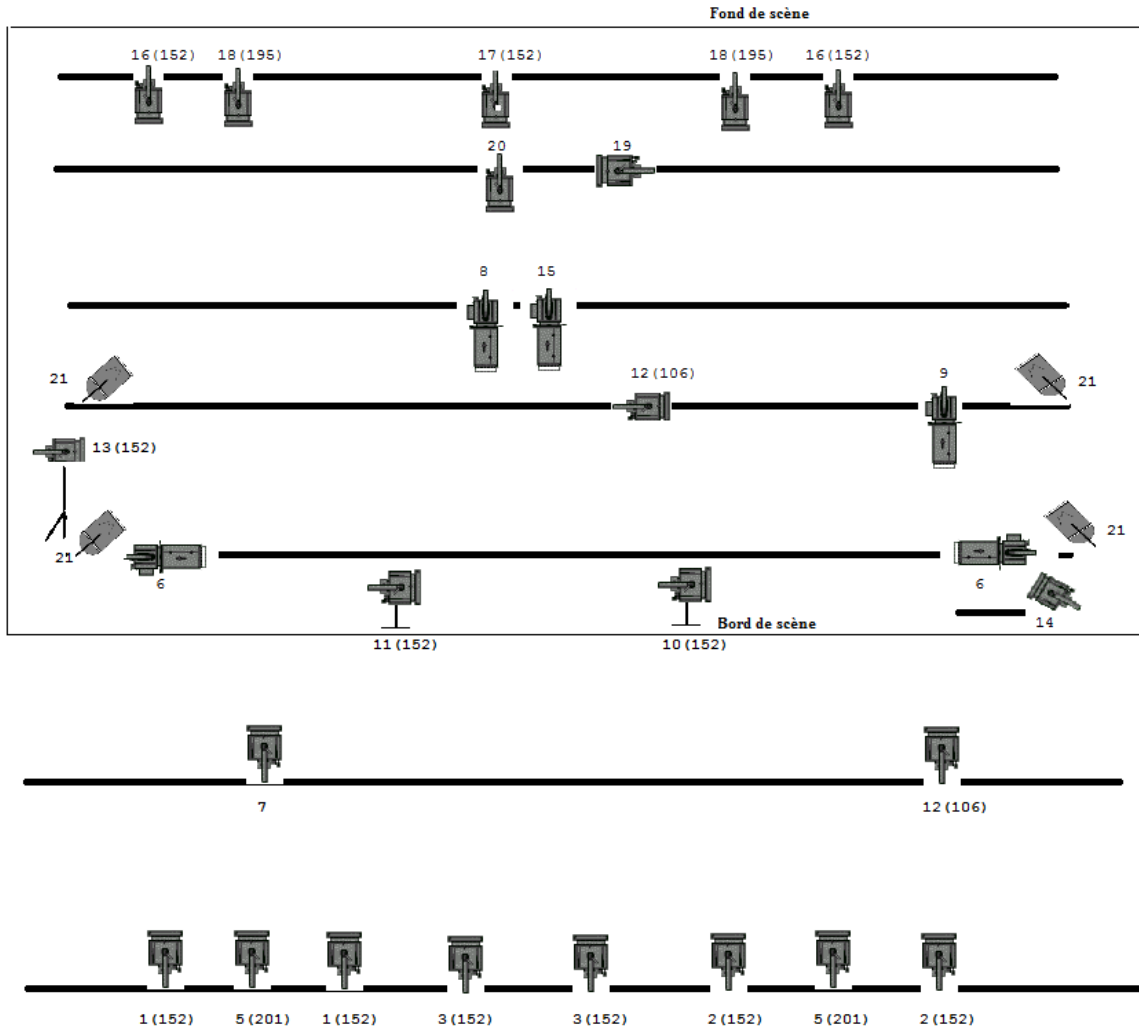 Fond de scène
16(152) 18(195) 17(152) 18(195) 16(152)
20 19
8 15
21 12(106) 9 21
13(152)
21 6 6 21
14
Bord de scène
11(152) 10(152)
7 12(106)
1(152) 5(201) 1(152) 3(152) 3(152) 2(152) 5(201) 2(152)